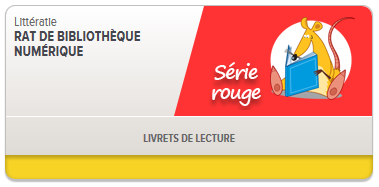 Littératie
RAT DE BIBLIOTHÈQUE
NUMÉRIQUE
Série
rouge
LIVRETS DE LECTURE